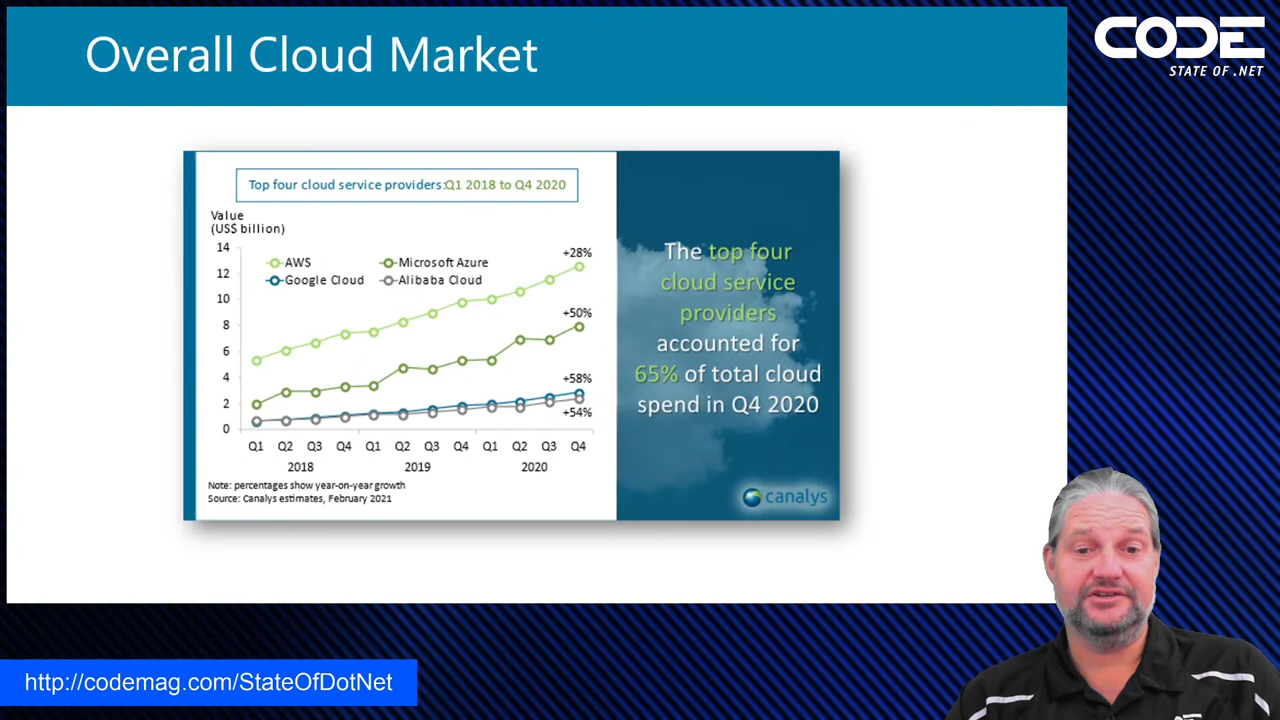 Overall Cloud Market
CODE
STATE OF .NET
Top four cloud service providers:Q1 2018 to Q4 2020
Value
(US$ billion)
14
12
10
8
6
4
2
0
AWS
Microsoft Azure
Google Cloud
Alibaba Cloud
+28%
+50%
+58%
+54%
Q1 Q2 Q3 Q4 Q1 Q2 Q3 Q4 Q1 Q2 Q3 Q4
2018 2019 2020
Note: percentages show year-on-year growth
Source: Canalys estimates, February 2021
The top four
cloud service
providers
accounted for
65% of total cloud
spend in Q4 2020
canalys
http://codemag.com/StateOfDotNet